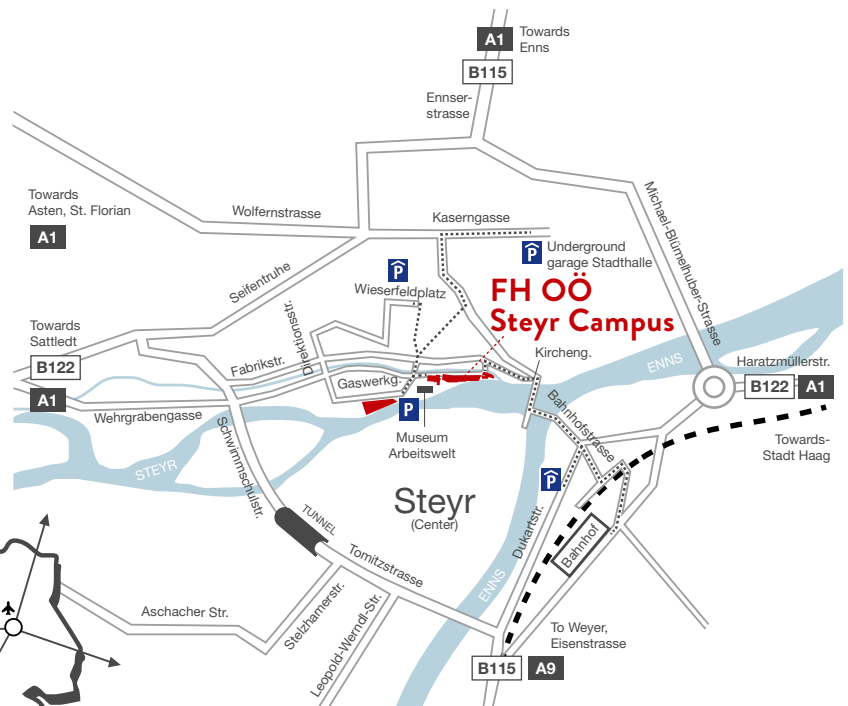 A1
Towards
Enns
B115
Ennser-
strasse
Towards
Asten, St. Florian
A1
Wolfernstrasse
Kaserngasse
Michael-Blümelhuber-Strasse
P
Underground
garage Stadthalle
Seifentruhe
P
Wieserfeldplatz
FH OÖ
Steyr Campus
Towards
Sattledt
B122
A1
Direktionsstr.
Fabrikstr.
Gaswerkg.
Kircheng.
ENNS
Haratzmüllerstr.
B122
A1
Wehrgrabengasse
P
Museum
Arbeitswelt
Bahnhofstrasse
Towards-
Stadt Haag
STEYR
Schwimmschulstr.
Steyr
(Center)
P
TUNNEL
Dukartstr.
Bahnhof
Tomitzstrasse
ENNS
Aschacher Str.
Stelzhamerstr.
Leopold-Werndl-Str.
To Weyer,
Eisenstrasse
B115
A9